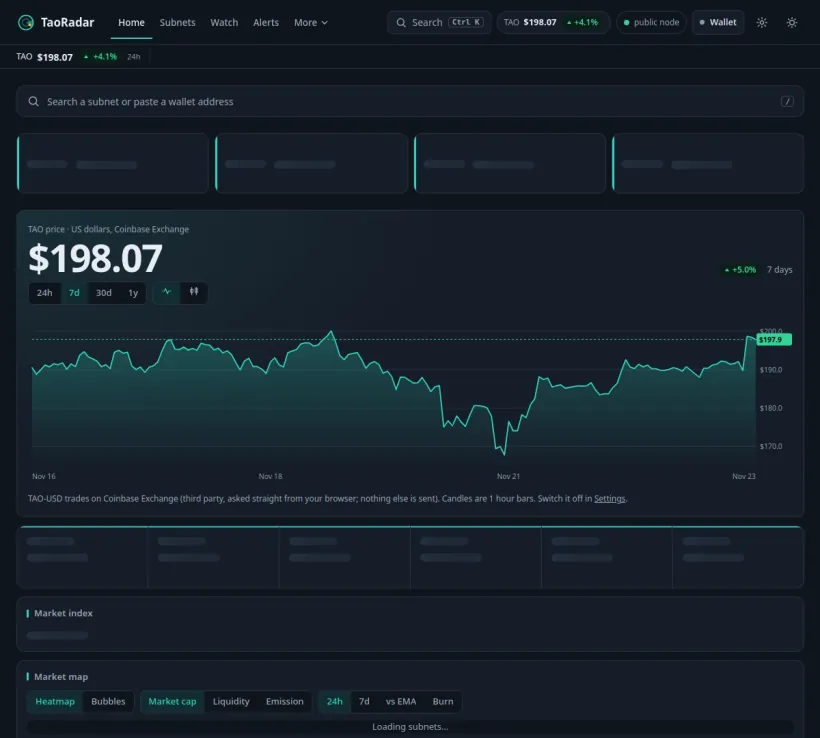 TaoRadar Home Subnets Watch Alerts More Search Ctrl K TAO $198.07 +4.1% public node Wallet
TAO $198.07 +4.1% 24h
Search a subnet or paste a wallet address /
TAO price · US dollars, Coinbase Exchange
$198.07
+5.0% 7 days
24h 7d 30d 1y
$200.0
$197.9
$190.0
$180.0
$170.0
Nov 16 Nov 18 Nov 21 Nov 23
TAO-USD trades on Coinbase Exchange (third party, asked straight from your browser; nothing else is sent). Candles are 1 hour bars. Switch it off in Settings.
Market index
Market map
Heatmap Bubbles Market cap Liquidity Emission 24h 7d vs EMA Burn
Loading subnets...